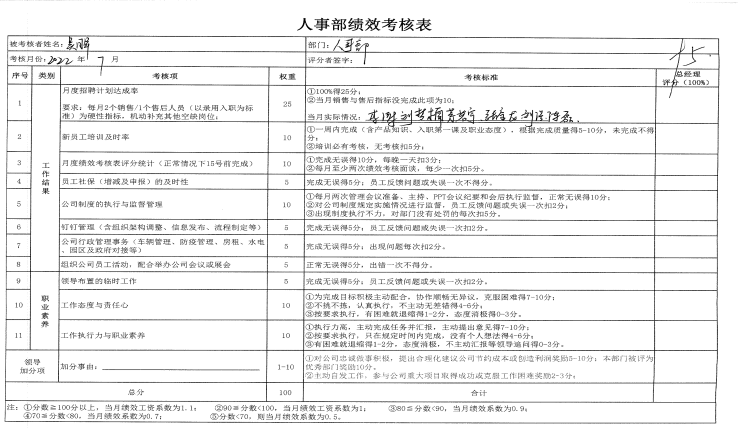 人事部绩效考核表
被考核者姓名: 部门: 人事部
考核月份: 2022 年 7 月 评分者签字:
序号 类别 考核项 权重 考核标准 总经理评分(100%)
工作结果
1 月度招聘计划达成率 25 ①100%得25分;
要求:每月2个销售/1个售后人员(以录用入职为标准)为硬性指标,机动补充其他空缺岗位; ②当月销售与售后指标没完成此项为10;
当月实际情况:
2 新员工培训及时率 10 ①一周内完成(含产品知识、入职第一课及职业态度),根据完成质量得5-10分,未完成不得分;
②培训必有考核,无考核扣5分;
3 月度绩效考核表评分统计(正常情况下15号前完成) 10 ①完成无误得10分,每晚一天扣3分;
②每月至少两次绩效考核面谈,每少一次扣5分。
4 员工社保(增减及申报)的及时性 5 完成无误得5分;员工反馈问题或失误一次不得分。
5 公司制度的执行与监督管理 10 ①每月两次管理会议准备、主持、PPT会议纪要和会后执行监督,正常无误得10分;
②对公司制度规定实施情况进行监督,员工反馈问题或失误一次扣2分;
③出现制度执行不力,对部门没有处罚的每次扣5分。
6 钉钉管理(含组织架构调整、信息发布、流程制定等) 5 完成无误得5分;员工反馈问题或失误一次扣2分。
7 公司行政管理事务(车辆管理、防疫管理、房租、水电、园区及政府对接等) 5 完成无误得5分;出现问题每次扣2分。
8 组织公司员工活动,配合举办公司会议或展会 5 正常无误得5分,出错一次不得分。
职业素养
9 领导布置的临时工作 5 完成无误得5分;员工反馈问题或失误一次扣2分。
10 工作态度与责任心 10 ①为完成目标积极主动配合,协作顺畅无异议,克服困难得7-10分;
②不挑不拣,认真执行,不主动无差错得4-6分;
③按要求执行,有困难就退缩得1-2分,态度消极得0-3分。
11 工作执行力与职业素养 10 ①执行力高,主动完成任务并汇报,主动提出意见得7-10分;
②按要求执行,只在规定时间内完成,没有个人想法得4-6分;
③有困难就退缩得1-2分,态度消极,不主动汇报等领导追问得0-3分。
领导加分项 加分事由: 1-10 ①对公司忠诚做事积极,提出合理化建议公司节约成本或创造利润奖励5-10分;本部门被评为优秀部门奖励10分。
②主动自发工作,参与公司重大项目取得成功或克服工作困难奖励2-3分;
总分 100 合计
注:①分数≧100分以上,当月绩效工资系数为1.1; ②90≦分数<100,当月绩效工资系数为1; ③80≦分数<90,当月绩效系数为0.9;
④70≦分数<80,当月绩效系数为0.7; ⑤分数<70,则当月绩效系数为0.5。